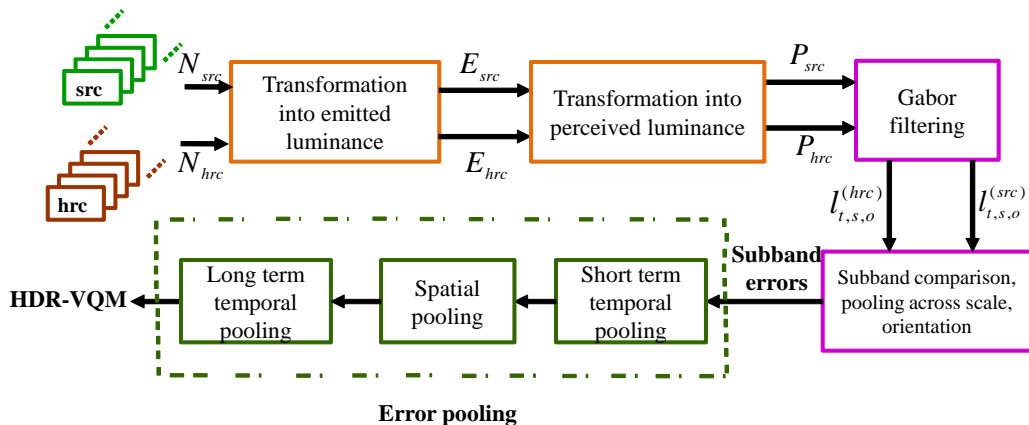 src
hrc
N_src
N_hrc
Transformation
into emitted
luminance
E_src
E_hrc
Transformation into
perceived luminance
P_src
P_hrc
Gabor
filtering
l_{t,s,o}^{(hrc)}
l_{t,s,o}^{(src)}
Subband comparison,
pooling across scale,
orientation
Subband
errors
Short term
temporal
pooling
Spatial
pooling
Long term
temporal
pooling
HDR-VQM
Error pooling